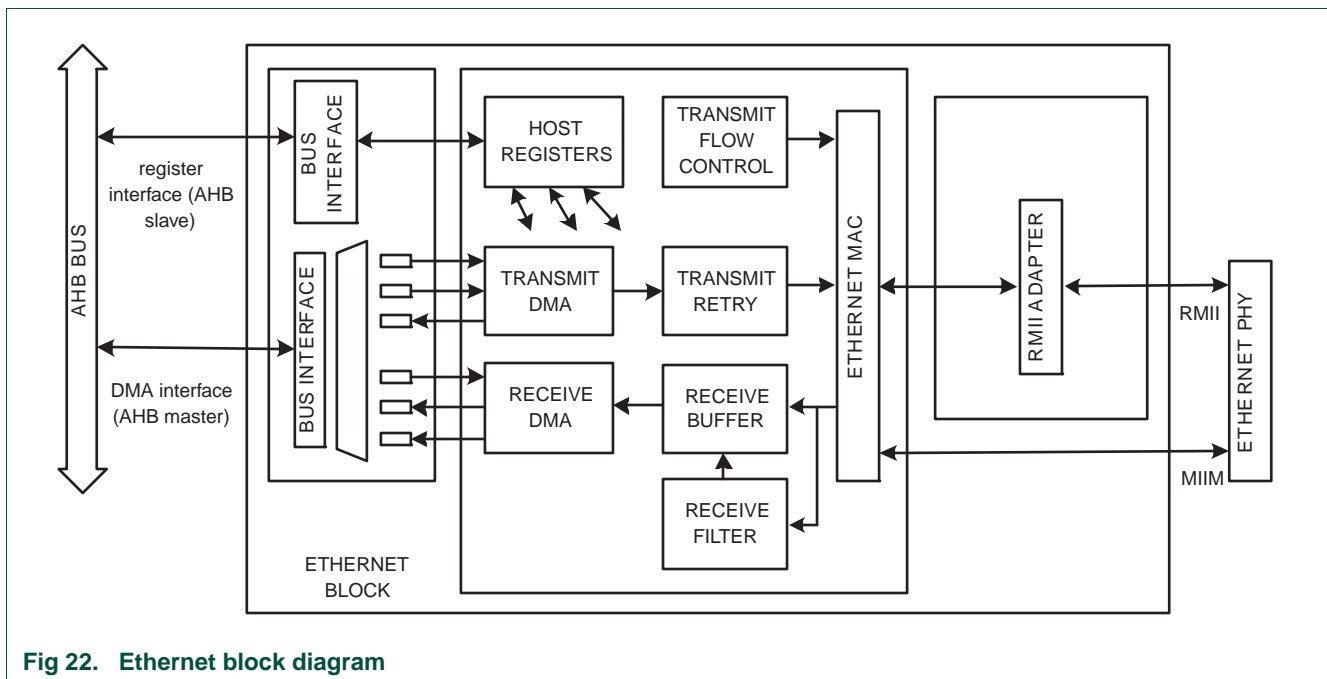 AHB BUS
register
interface (AHB
slave)
DMA interface
(AHB master)
BUS
INTERFACE
BUS INTERFACE
ETHERNET
BLOCK
HOST
REGISTERS
TRANSMIT
FLOW
CONTROL
TRANSMIT
DMA
TRANSMIT
RETRY
RECEIVE
DMA
RECEIVE
BUFFER
RECEIVE
FILTER
ETHERNET MAC
RMII ADAPTER
RMII
MIIM
ETHERNET PHY
Fig 22. Ethernet block diagram